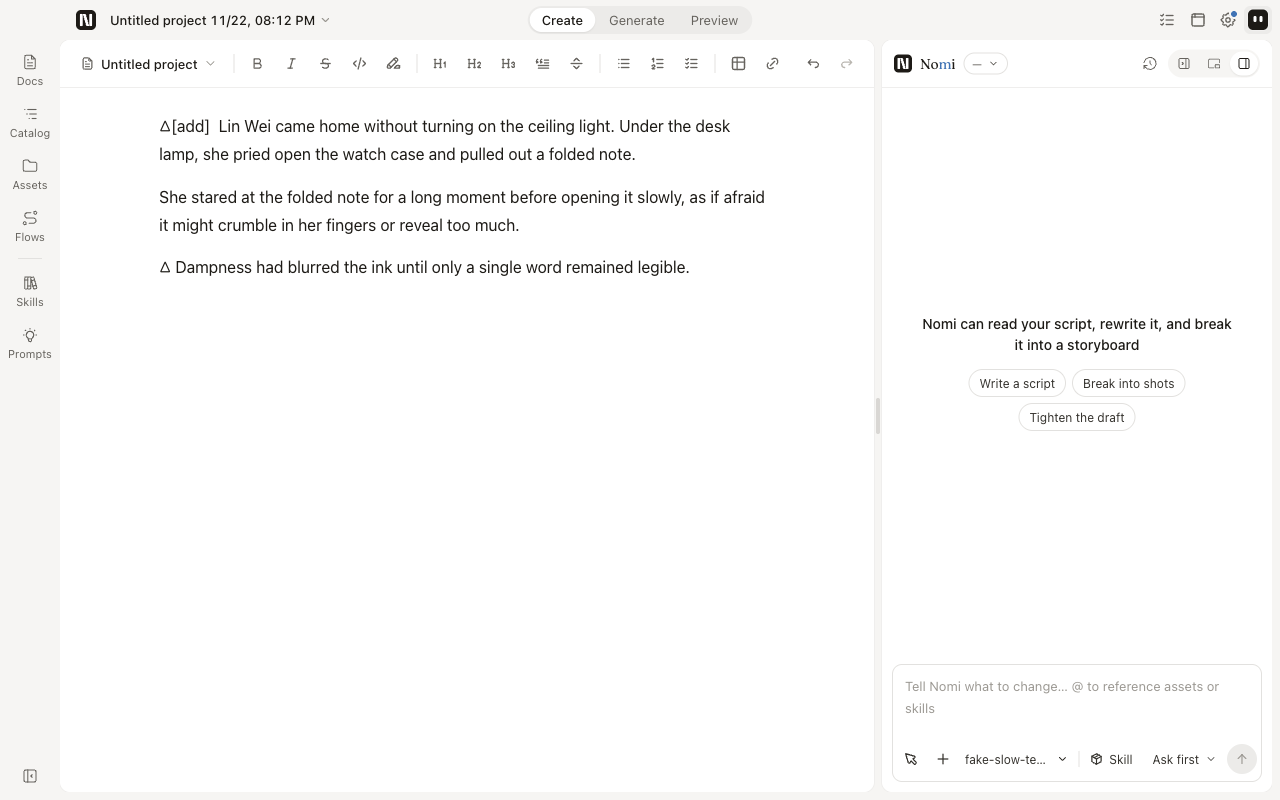 Untitled project 11/22, 08:12 PM
Create
Generate
Preview
Docs
Catalog
Assets
Flows
Skills
Prompts
Untitled project
B
I
S
H1
H2
H3
Δ[add]  Lin Wei came home without turning on the ceiling light. Under the desk
lamp, she pried open the watch case and pulled out a folded note.
She stared at the folded note for a long moment before opening it slowly, as if afraid
it might crumble in her fingers or reveal too much.
Δ Dampness had blurred the ink until only a single word remained legible.
Nomi
—
Nomi can read your script, rewrite it, and break
it into a storyboard
Write a script
Break into shots
Tighten the draft
Tell Nomi what to change... @ to reference assets or
skills
fake-slow-te...
Skill
Ask first